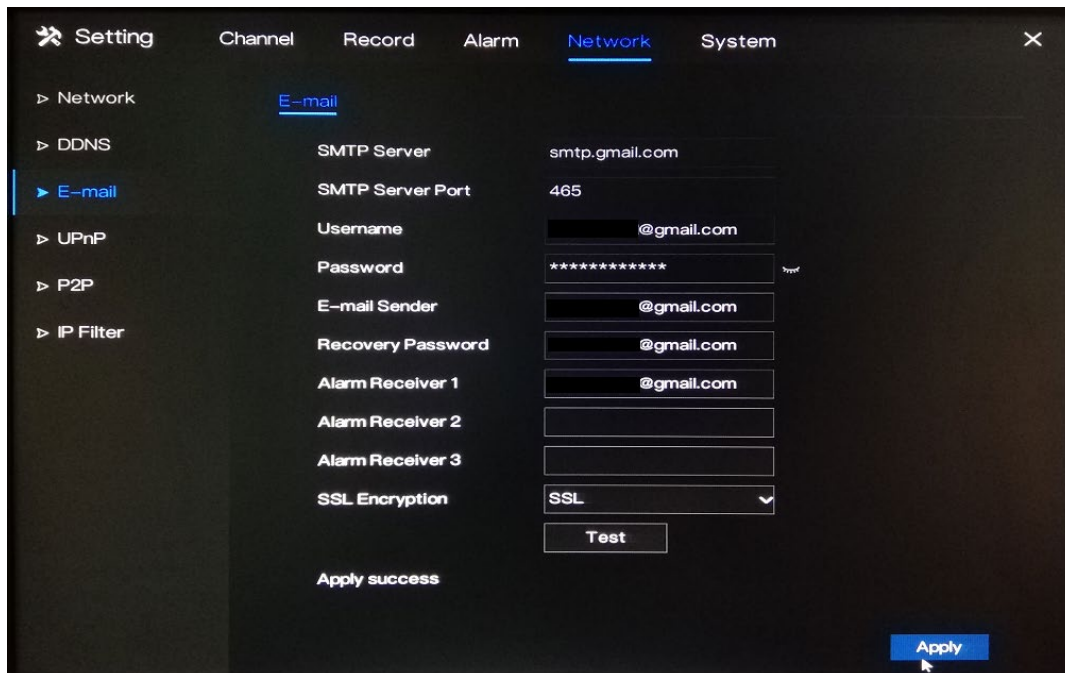 Setting Channel Record Alarm Network System
Network
DDNS
E-mail
UPnP
P2P
IP Filter
E-mail
SMTP Server smtp.gmail.com
SMTP Server Port 465
Username @gmail.com
Password ************
E-mail Sender @gmail.com
Recovery Password @gmail.com
Alarm Receiver 1 @gmail.com
Alarm Receiver 2
Alarm Receiver 3
SSL Encryption SSL
Test
Apply success
Apply